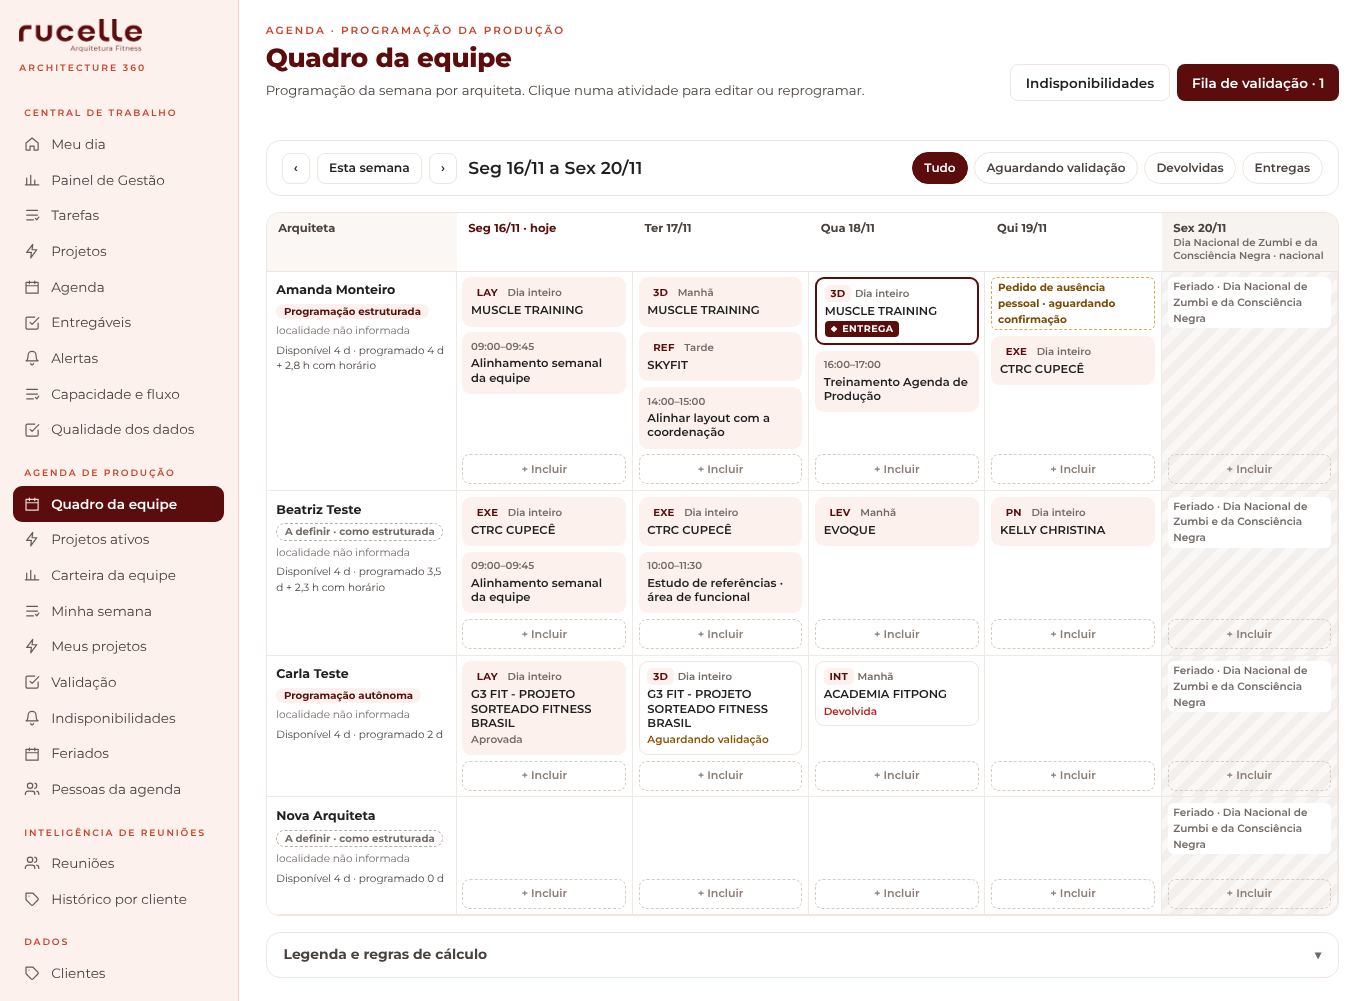 rucelle
Arquitetura Fitness
ARCHITECTURE 360
CENTRAL DE TRABALHO
Meu dia
Painel de Gestão
Tarefas
Projetos
Agenda
Entregáveis
Alertas
Capacidade e fluxo
Qualidade dos dados
AGENDA DE PRODUÇÃO
Quadro da equipe
Projetos ativos
Carteira da equipe
Minha semana
Meus projetos
Validação
Indisponibilidades
Feriados
Pessoas da agenda
INTELIGÊNCIA DE REUNIÕES
Reuniões
Histórico por cliente
DADOS
Clientes
AGENDA · PROGRAMAÇÃO DA PRODUÇÃO
Quadro da equipe
Programação da semana por arquiteta. Clique numa atividade para editar ou reprogramar.
Indisponibilidades
Fila de validação · 1
‹
Esta semana
›
Seg 16/11 a Sex 20/11
Tudo
Aguardando validação
Devolvidas
Entregas
Arquiteta
Seg 16/11 · hoje
Ter 17/11
Qua 18/11
Qui 19/11
Sex 20/11
Dia Nacional de Zumbi e da
Consciência Negra · nacional
Amanda Monteiro
Programação estruturada
localidade não informada
Disponível 4 d · programado 4 d
+ 2,8 h com horário
LAY Dia inteiro
MUSCLE TRAINING
09:00–09:45
Alinhamento semanal
da equipe
+ Incluir
3D Manhã
MUSCLE TRAINING
REF Tarde
SKYFIT
14:00–15:00
Alinhar layout com a
coordenação
+ Incluir
3D Dia inteiro
MUSCLE TRAINING
◆ ENTREGA
16:00–17:00
Treinamento Agenda de
Produção
+ Incluir
Pedido de ausência
pessoal · aguardando
confirmação
EXE Dia inteiro
CTRC CUPECÊ
+ Incluir
Feriado · Dia Nacional de
Zumbi e da Consciência
Negra
+ Incluir
Beatriz Teste
A definir · como estruturada
localidade não informada
Disponível 4 d · programado 3,5
d + 2,3 h com horário
EXE Dia inteiro
CTRC CUPECÊ
09:00–09:45
Alinhamento semanal
da equipe
+ Incluir
EXE Dia inteiro
CTRC CUPECÊ
10:00–11:30
Estudo de referências ·
área de funcional
+ Incluir
LEV Manhã
EVOQUE
+ Incluir
PN Dia inteiro
KELLY CHRISTINA
+ Incluir
Feriado · Dia Nacional de
Zumbi e da Consciência
Negra
+ Incluir
Carla Teste
Programação autônoma
localidade não informada
Disponível 4 d · programado 2 d
LAY Dia inteiro
G3 FIT - PROJETO
SORTEADO FITNESS
BRASIL
Aprovada
+ Incluir
3D Dia inteiro
G3 FIT - PROJETO
SORTEADO FITNESS
BRASIL
Aguardando validação
+ Incluir
INT Manhã
ACADEMIA FITPONG
Devolvida
+ Incluir
+ Incluir
Feriado · Dia Nacional de
Zumbi e da Consciência
Negra
+ Incluir
Nova Arquiteta
A definir · como estruturada
localidade não informada
Disponível 4 d · programado 0 d
+ Incluir
+ Incluir
+ Incluir
+ Incluir
Feriado · Dia Nacional de
Zumbi e da Consciência
Negra
+ Incluir
Legenda e regras de cálculo
▼